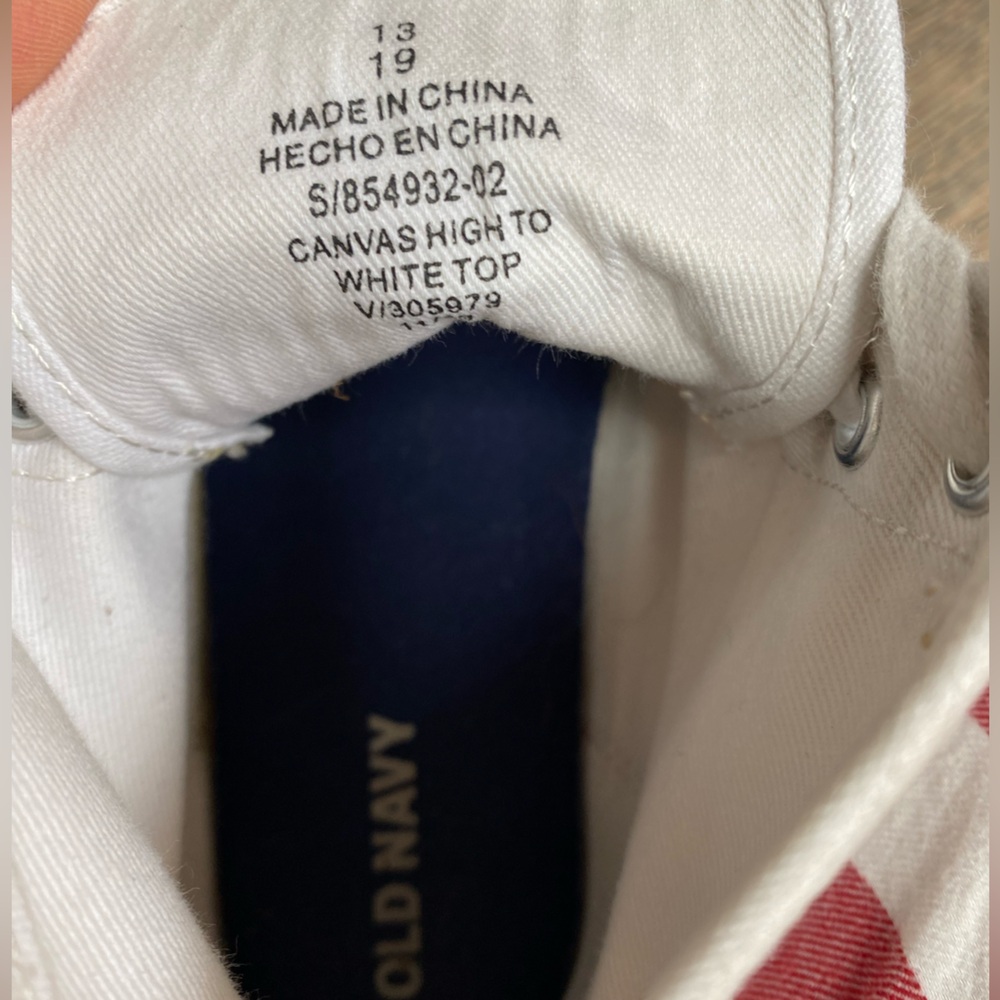 13
19
MADE IN CHINA
HECHO EN CHINA
S/854932-02
CANVAS HIGH TO
WHITE TOP
V/305979
OLD NAVY